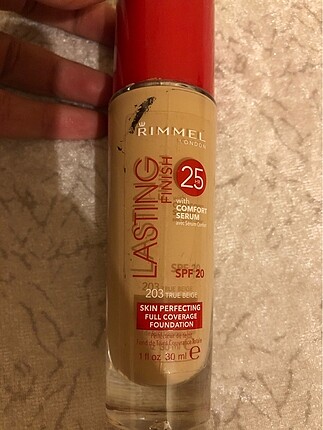 RIMMEL
LONDON
LASTING
FINISH
25
with
COMFORT
SERUM
SPF 20
203 TRUE BEIGE
SKIN PERFECTING
FULL COVERAGE
FOUNDATION
1 fl oz 30 ml e